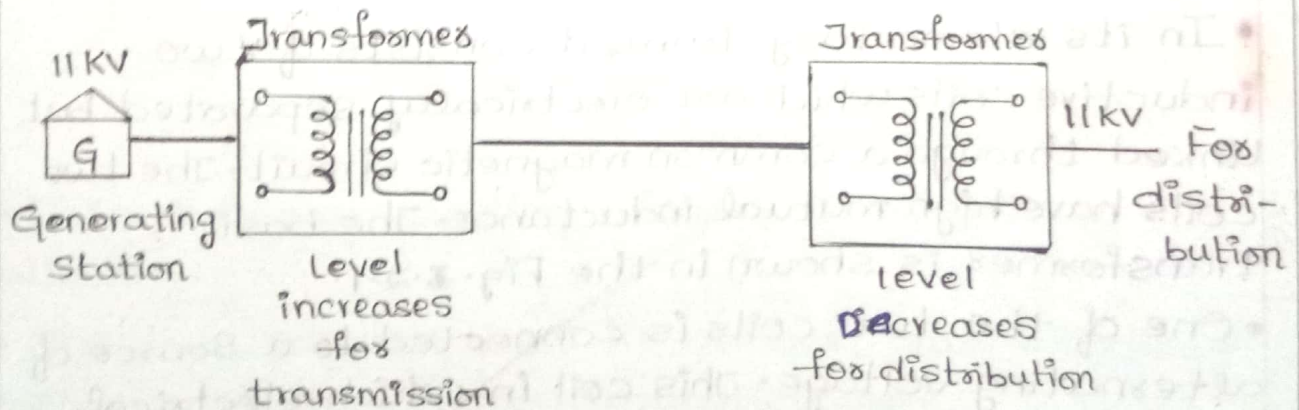 Transformer
Transformer
11 KV
G
Generating
Station
Level
increases
for
transmission
level
Decreases
for distribution
11 KV
For
distri-
bution